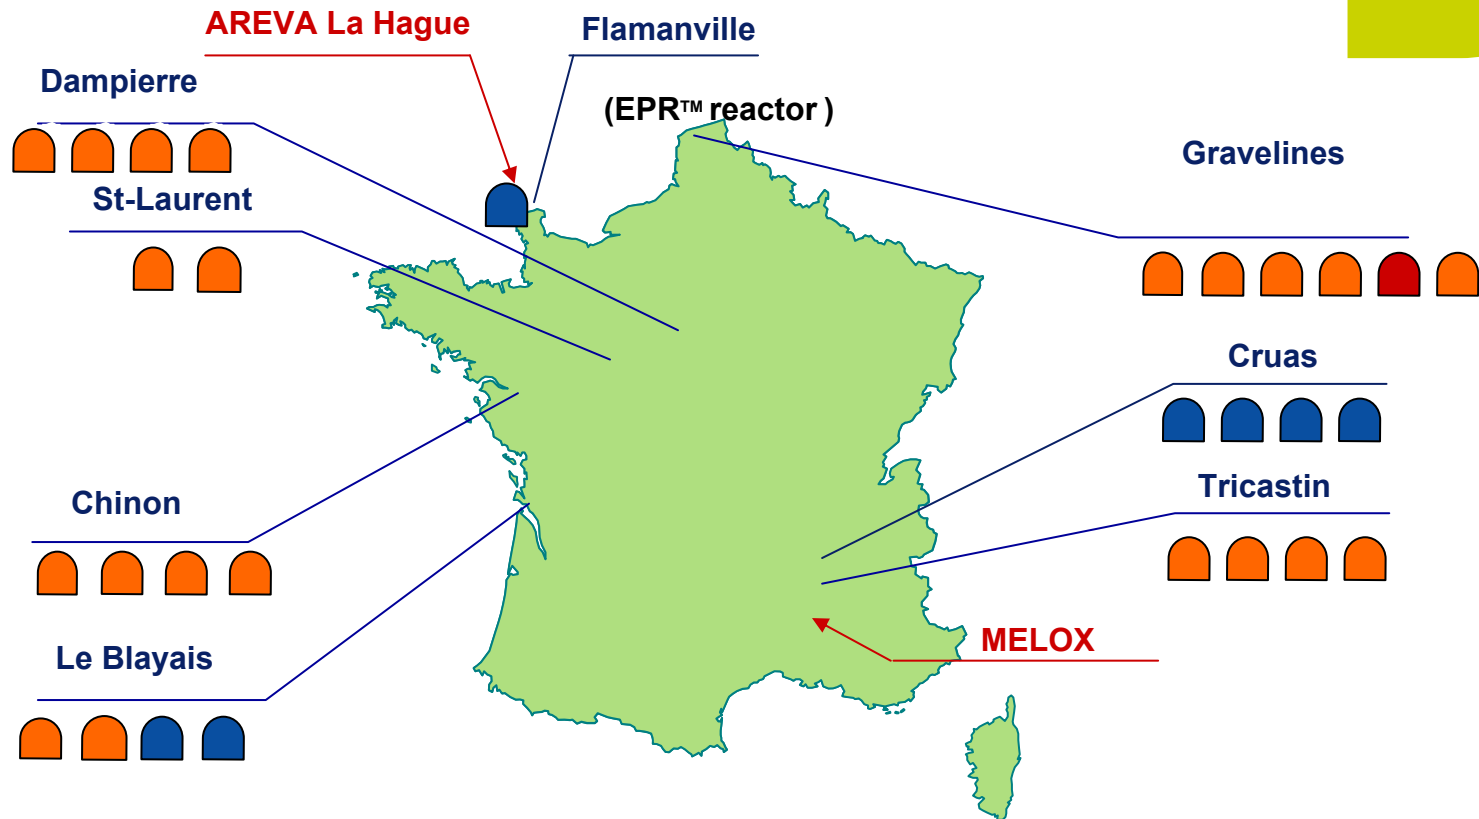 AREVA La Hague
Flamanville
Dampierre
(EPR™ reactor )
Gravelines
St-Laurent
Cruas
Tricastin
Chinon
MELOX
Le Blayais